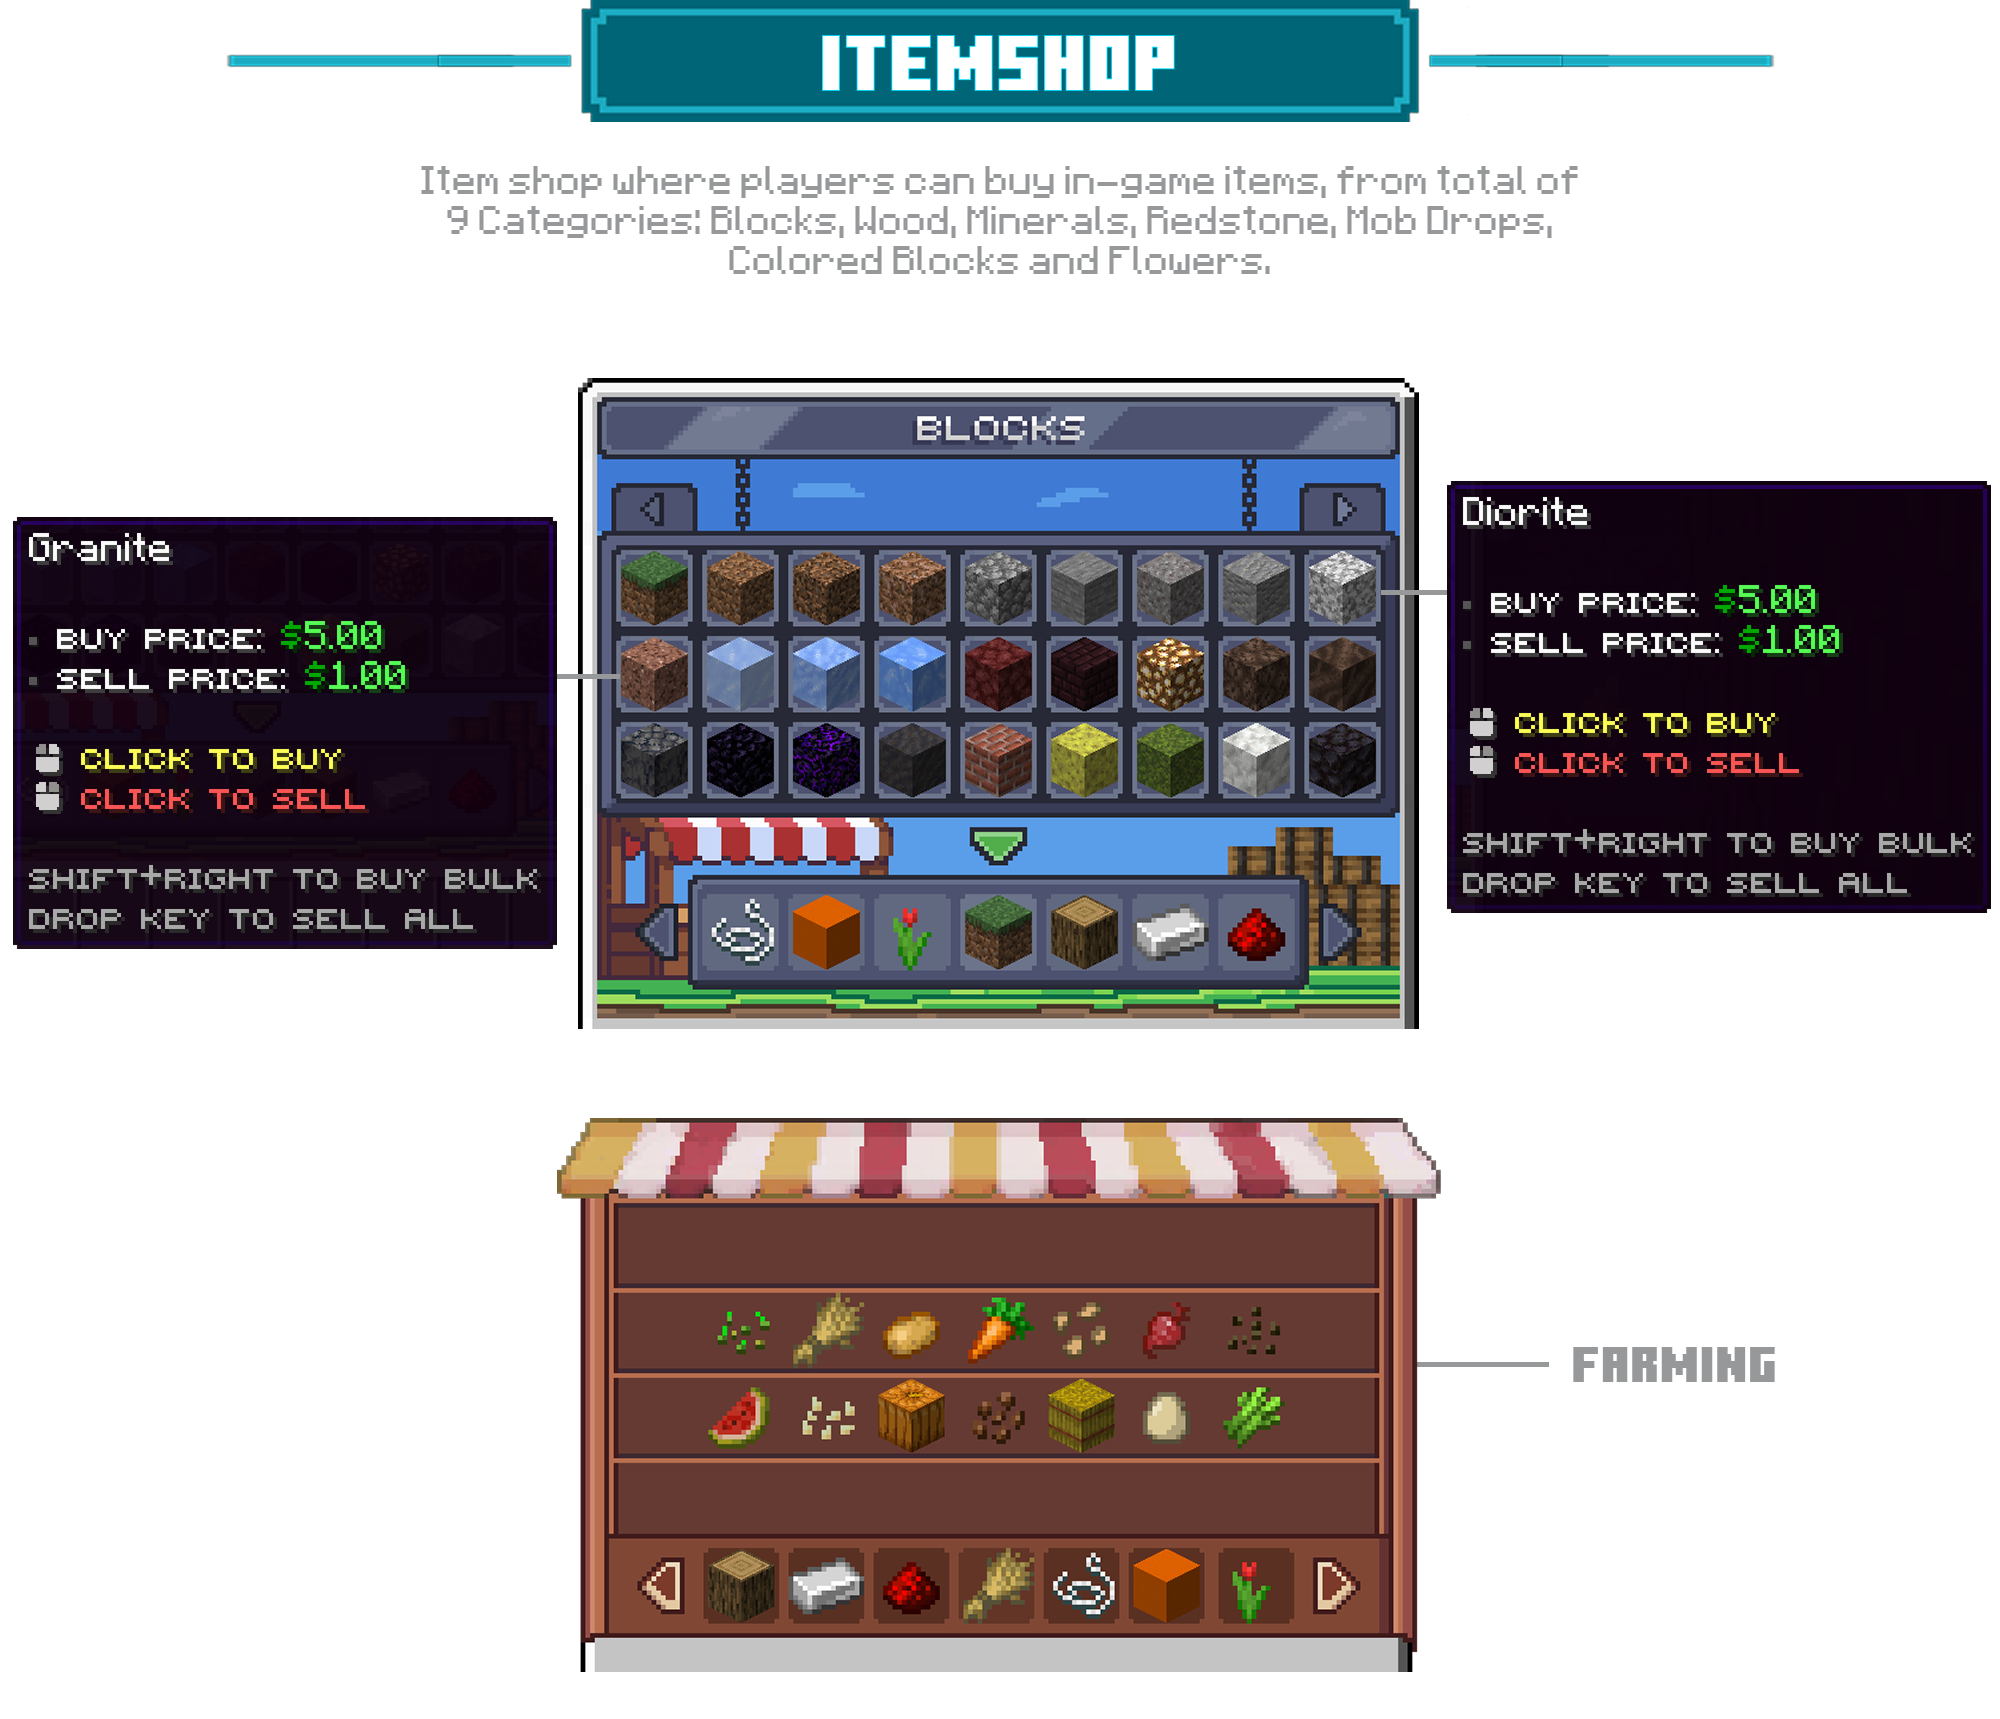 ITEMSHOP
Item shop where players can buy in-game items, from total of
9 Categories: Blocks, Wood, Minerals, Redstone, Mob Drops,
Colored Blocks and Flowers.
BLOCKS
Granite
▪ BUY PRICE: $5.00
▪ SELL PRICE: $1.00
CLICK TO BUY
CLICK TO SELL
SHIFT+RIGHT TO BUY BULK
DROP KEY TO SELL ALL
Diorite
▪ BUY PRICE: $5.00
▪ SELL PRICE: $1.00
CLICK TO BUY
CLICK TO SELL
SHIFT+RIGHT TO BUY BULK
DROP KEY TO SELL ALL
FARMING